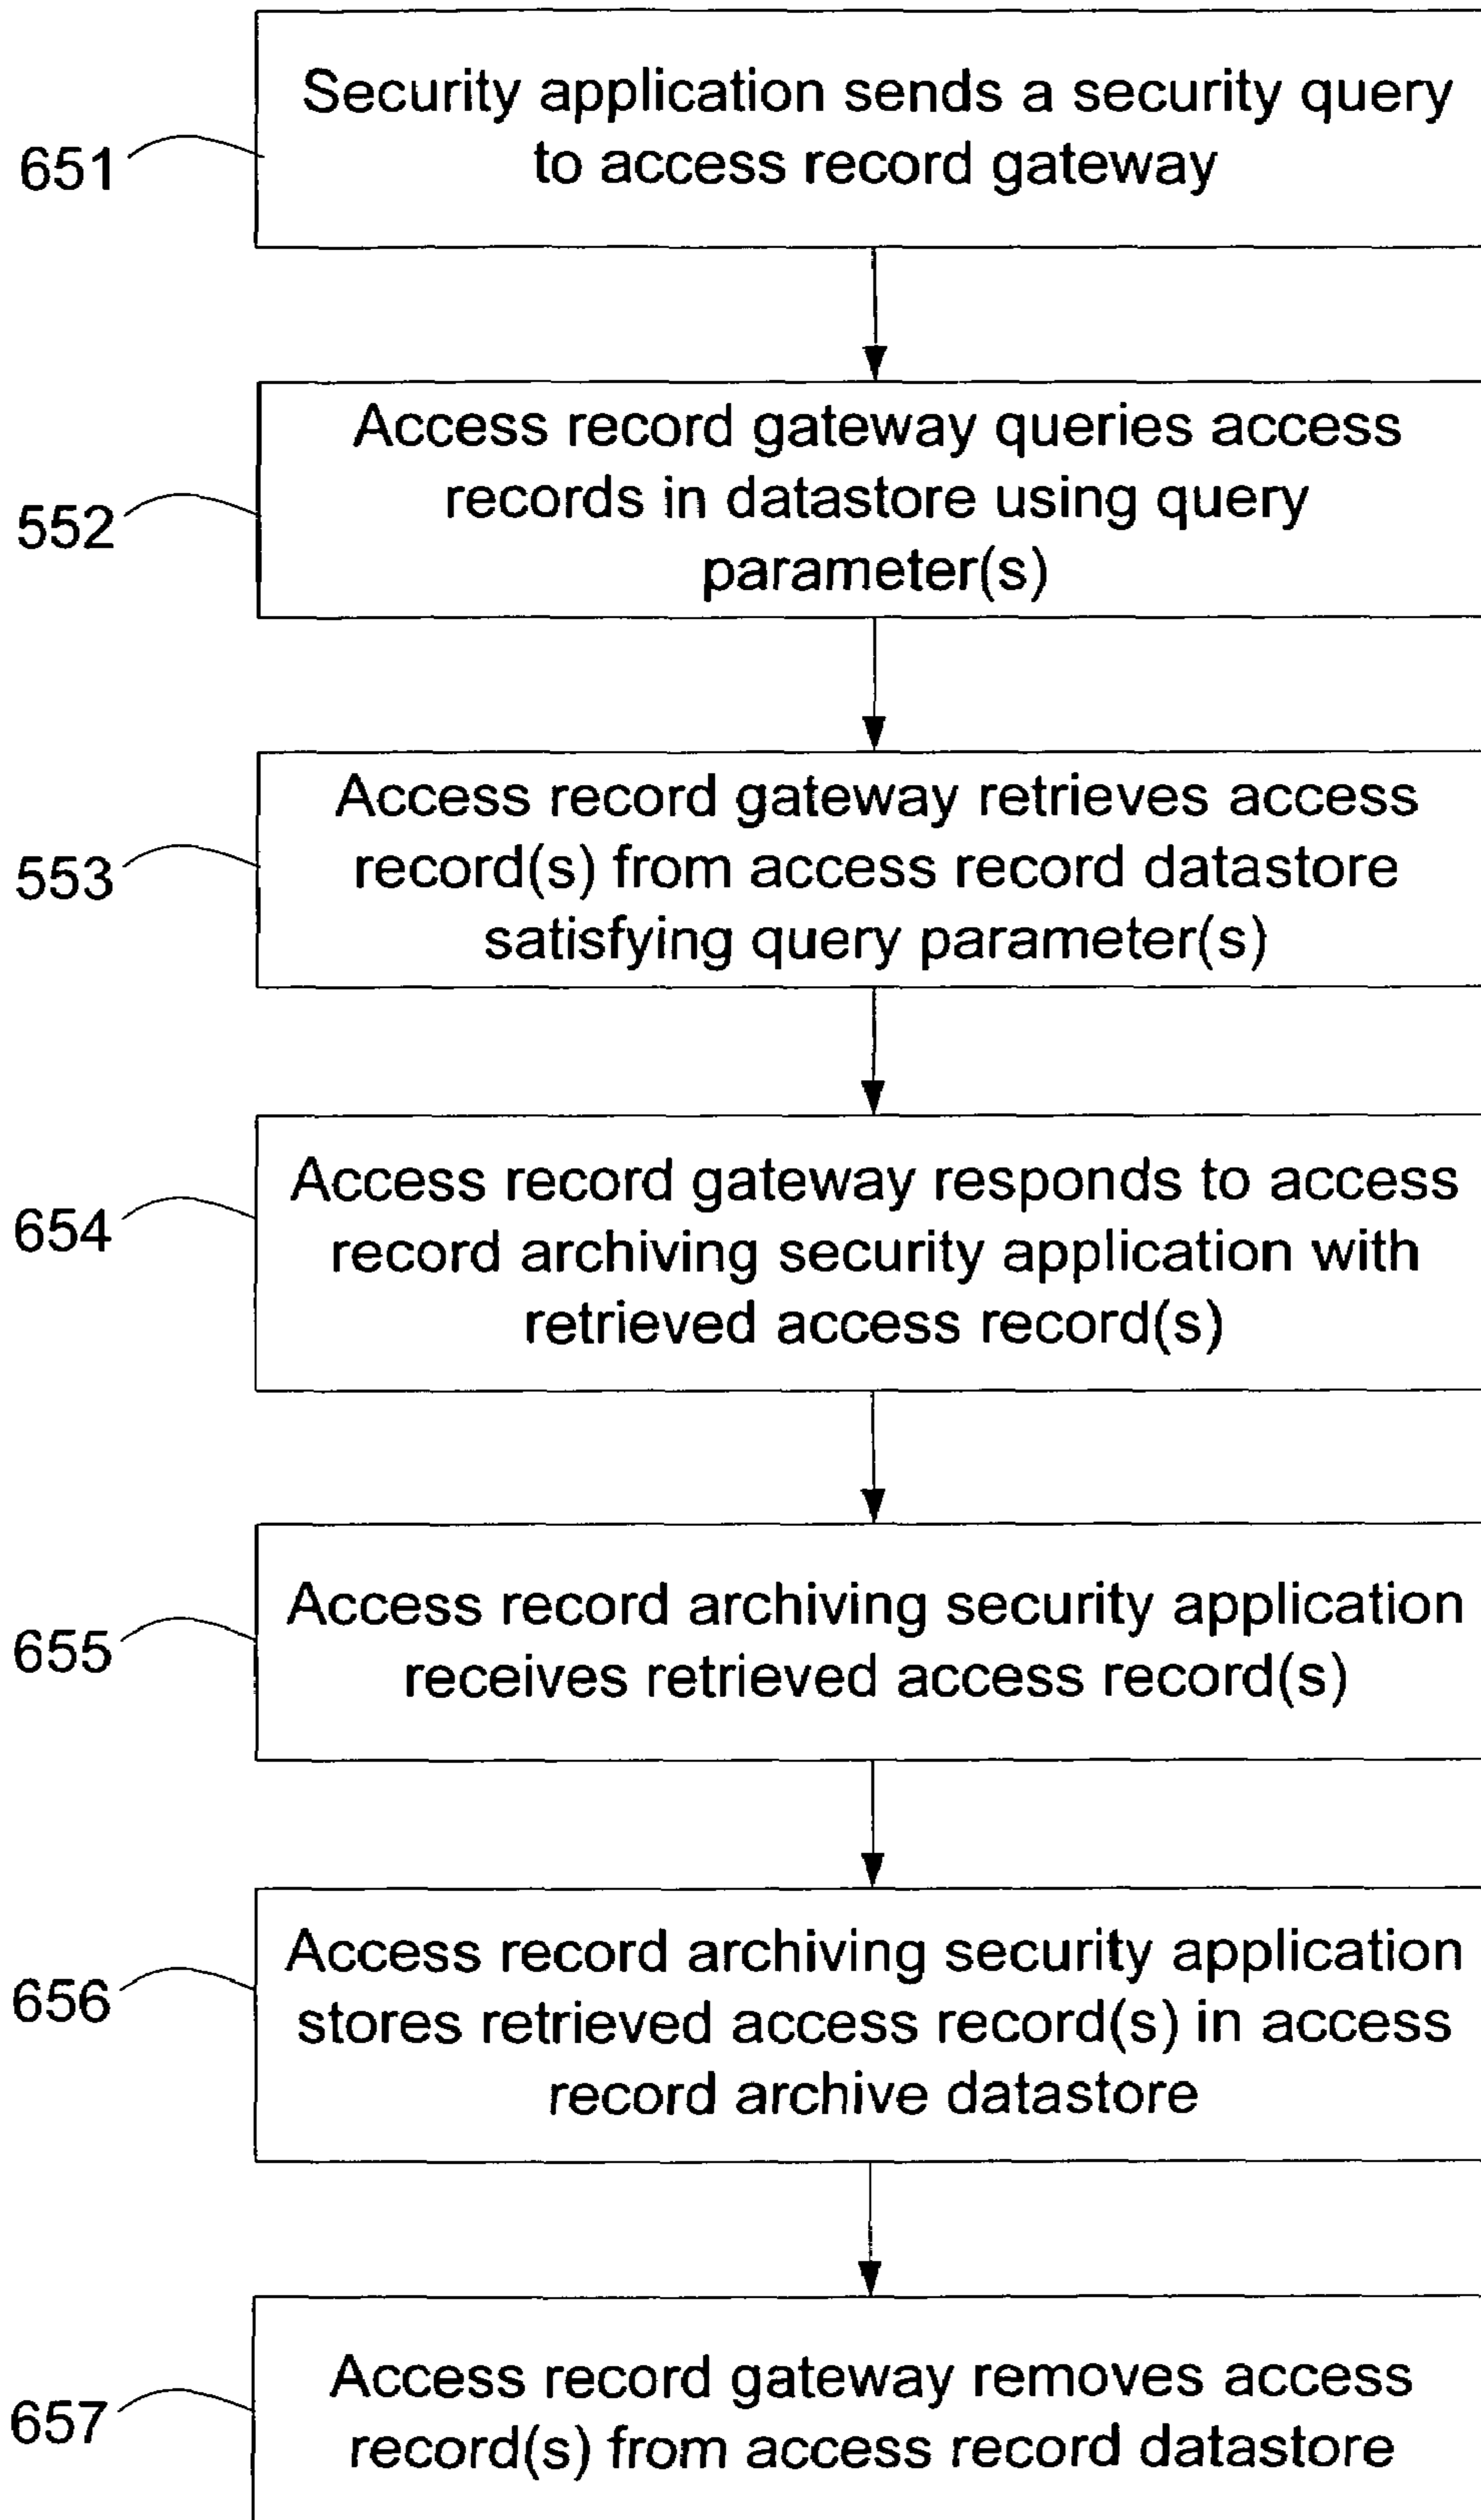 Security application sends a security query
to access record gateway
651
Access record gateway queries access
records in datastore using query
parameter(s)
552
Access record gateway retrieves access
record(s) from access record datastore
satisfying query parameter(s)
553
Access record gateway responds to access
record archiving security application with
retrieved access record(s)
654
Access record archiving security application
receives retrieved access record(s)
655
Access record archiving security application
stores retrieved access record(s) in access
record archive datastore
656
Access record gateway removes access
record(s) from access record datastore
657